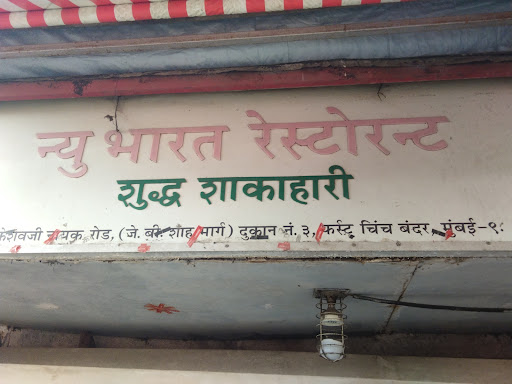 न्यु भारत रेस्टोरन्ट
शुद्ध शाकाहारी
केशवजी नायक रोड, (जे. बी. शाह मार्ग) दुकान नं. ३, फर्स्ट चिंच बंदर, मुंबई-९.